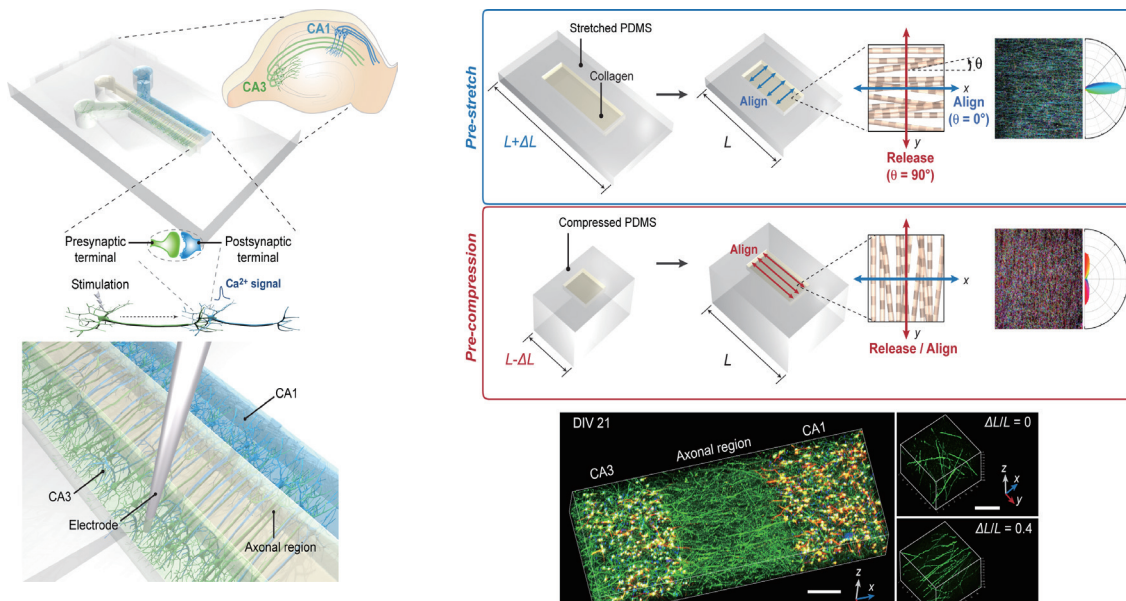 CA1
CA3
Presynaptic
terminal
Postsynaptic
terminal
Stimulation
Ca²⁺ signal
CA1
CA3
Electrode
Axonal region
Pre-stretch
Stretched PDMS
Collagen
L+ΔL
Align
L
θ
x
Align
(θ = 0°)
y
Release
(θ = 90°)
Pre-compression
Compressed PDMS
L-ΔL
Align
L
x
y
Release / Align
DIV 21
CA3
Axonal region
CA1
z
x
ΔL/L = 0
z
x
y
ΔL/L = 0.4